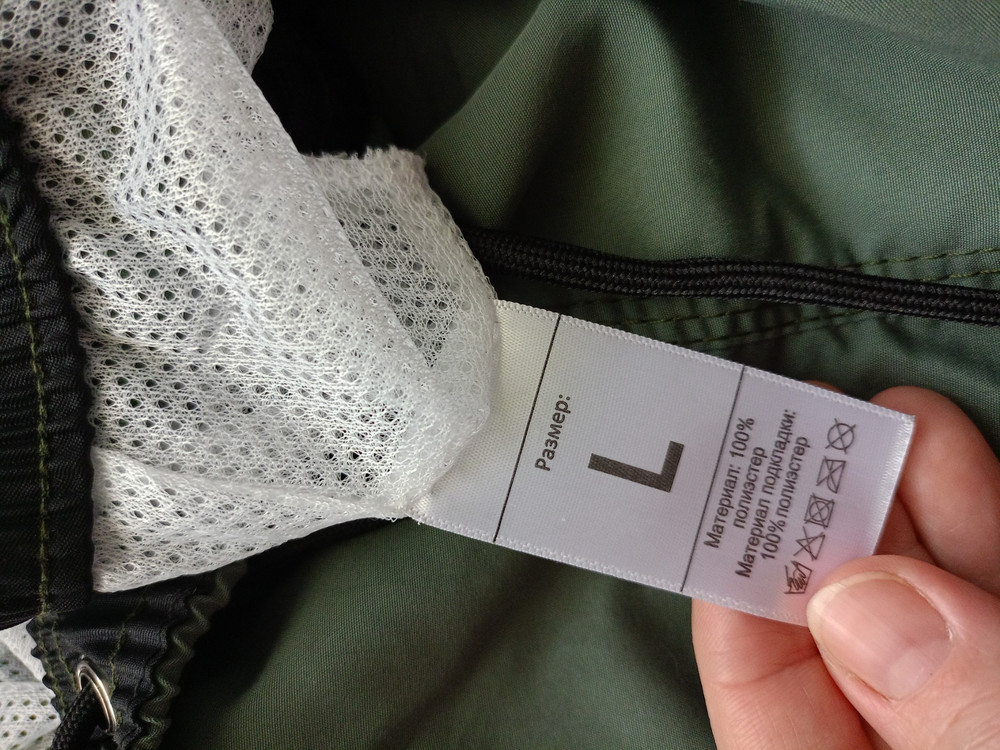 Размер:
L
Материал: 100%
полиэстер
Материал подкладки:
100% полиэстер